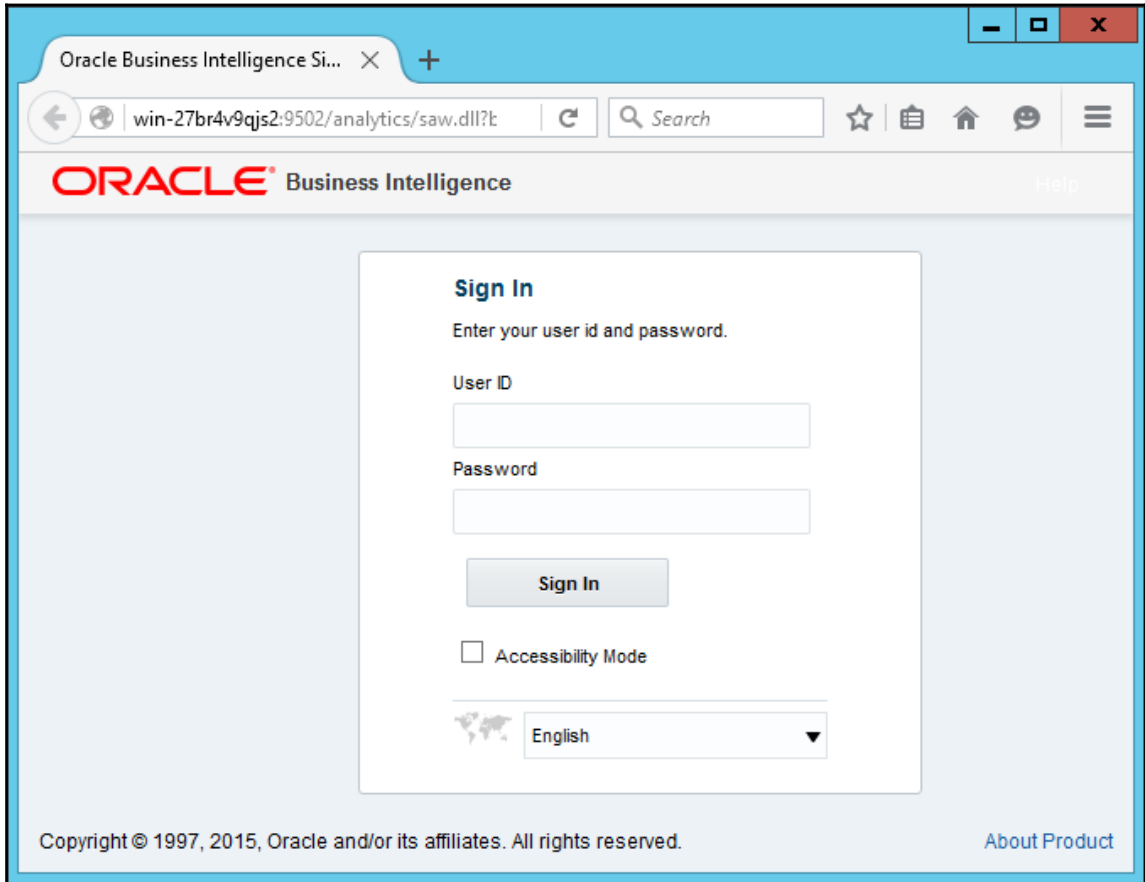 Oracle Business Intelligence Si...
win-27br4v9qjs2:9502/analytics/saw.dll?b
Search
ORACLE® Business Intelligence
Help
Sign In
Enter your user id and password.
User ID
Password
Sign In
Accessibility Mode
English
Copyright © 1997, 2015, Oracle and/or its affiliates. All rights reserved.
About Product